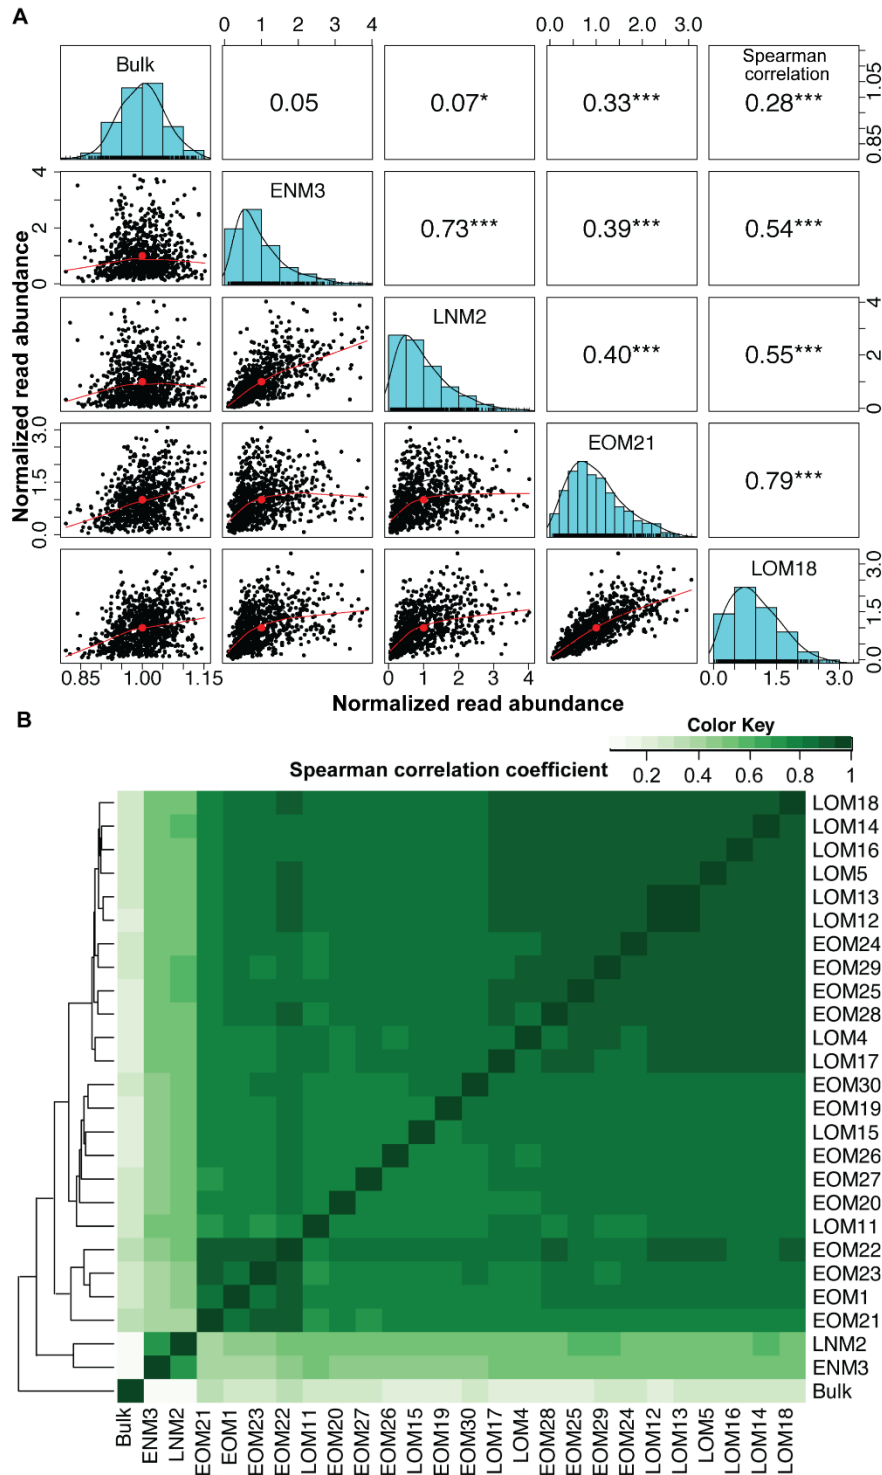 A
0 1 2 3 4
0.0 1.0 2.0 3.0
Bulk
0.05
0.07*
0.33***
Spearman
correlation
0.28***
0.85 1.05
4
2
0
ENM3
0.73***
0.39***
0.54***
Normalized read abundance
LNM2
0.40***
0.55***
4
2
0
3.0
1.5
0.0
EOM21
0.79***
LOM18
3.0
1.5
0.0
0.85 1.00 1.15
0 1 2 3 4
0.0 1.5 3.0
Normalized read abundance
B
Color Key
Spearman correlation coefficient
0.2 0.4 0.6 0.8 1
LOM18
LOM14
LOM16
LOM5
LOM13
LOM12
EOM24
EOM29
EOM25
EOM28
LOM4
LOM17
EOM30
EOM19
LOM15
EOM26
EOM27
EOM20
LOM11
EOM22
EOM23
EOM1
EOM21
LNM2
ENM3
Bulk
Bulk ENM3 LNM2 EOM21 EOM1 EOM23 EOM22 LOM11 EOM20 EOM27 EOM26 LOM15 EOM19 EOM30 LOM17 LOM4 EOM28 EOM25 EOM29 EOM24 LOM12 LOM13 LOM5 LOM16 LOM14 LOM18